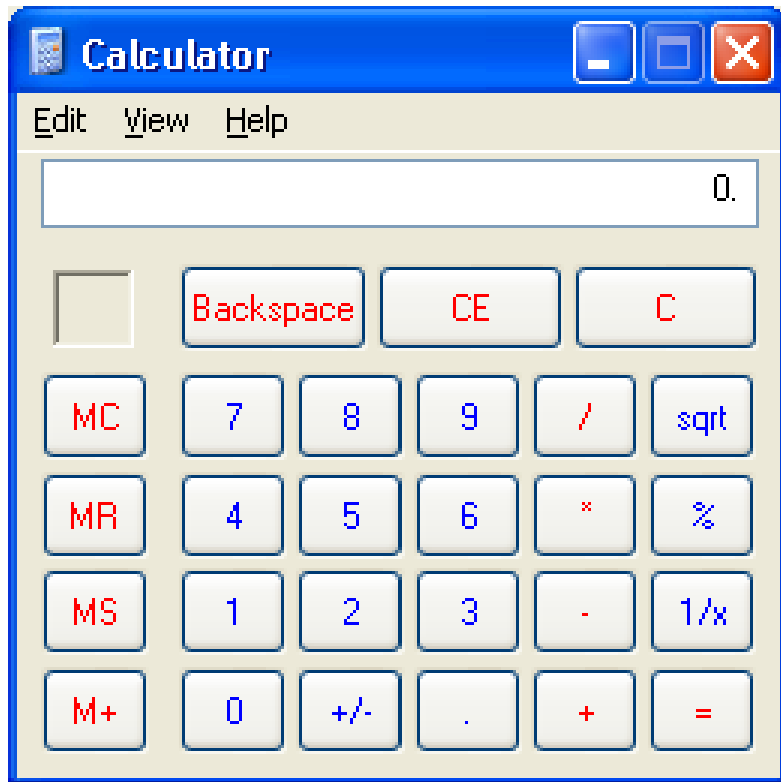 Calculator
Edit View Help
0.
Backspace CE C
MC 7 8 9 / sqrt
MR 4 5 6 * %
MS 1 2 3 - 1/x
M+ 0 +/- . + =